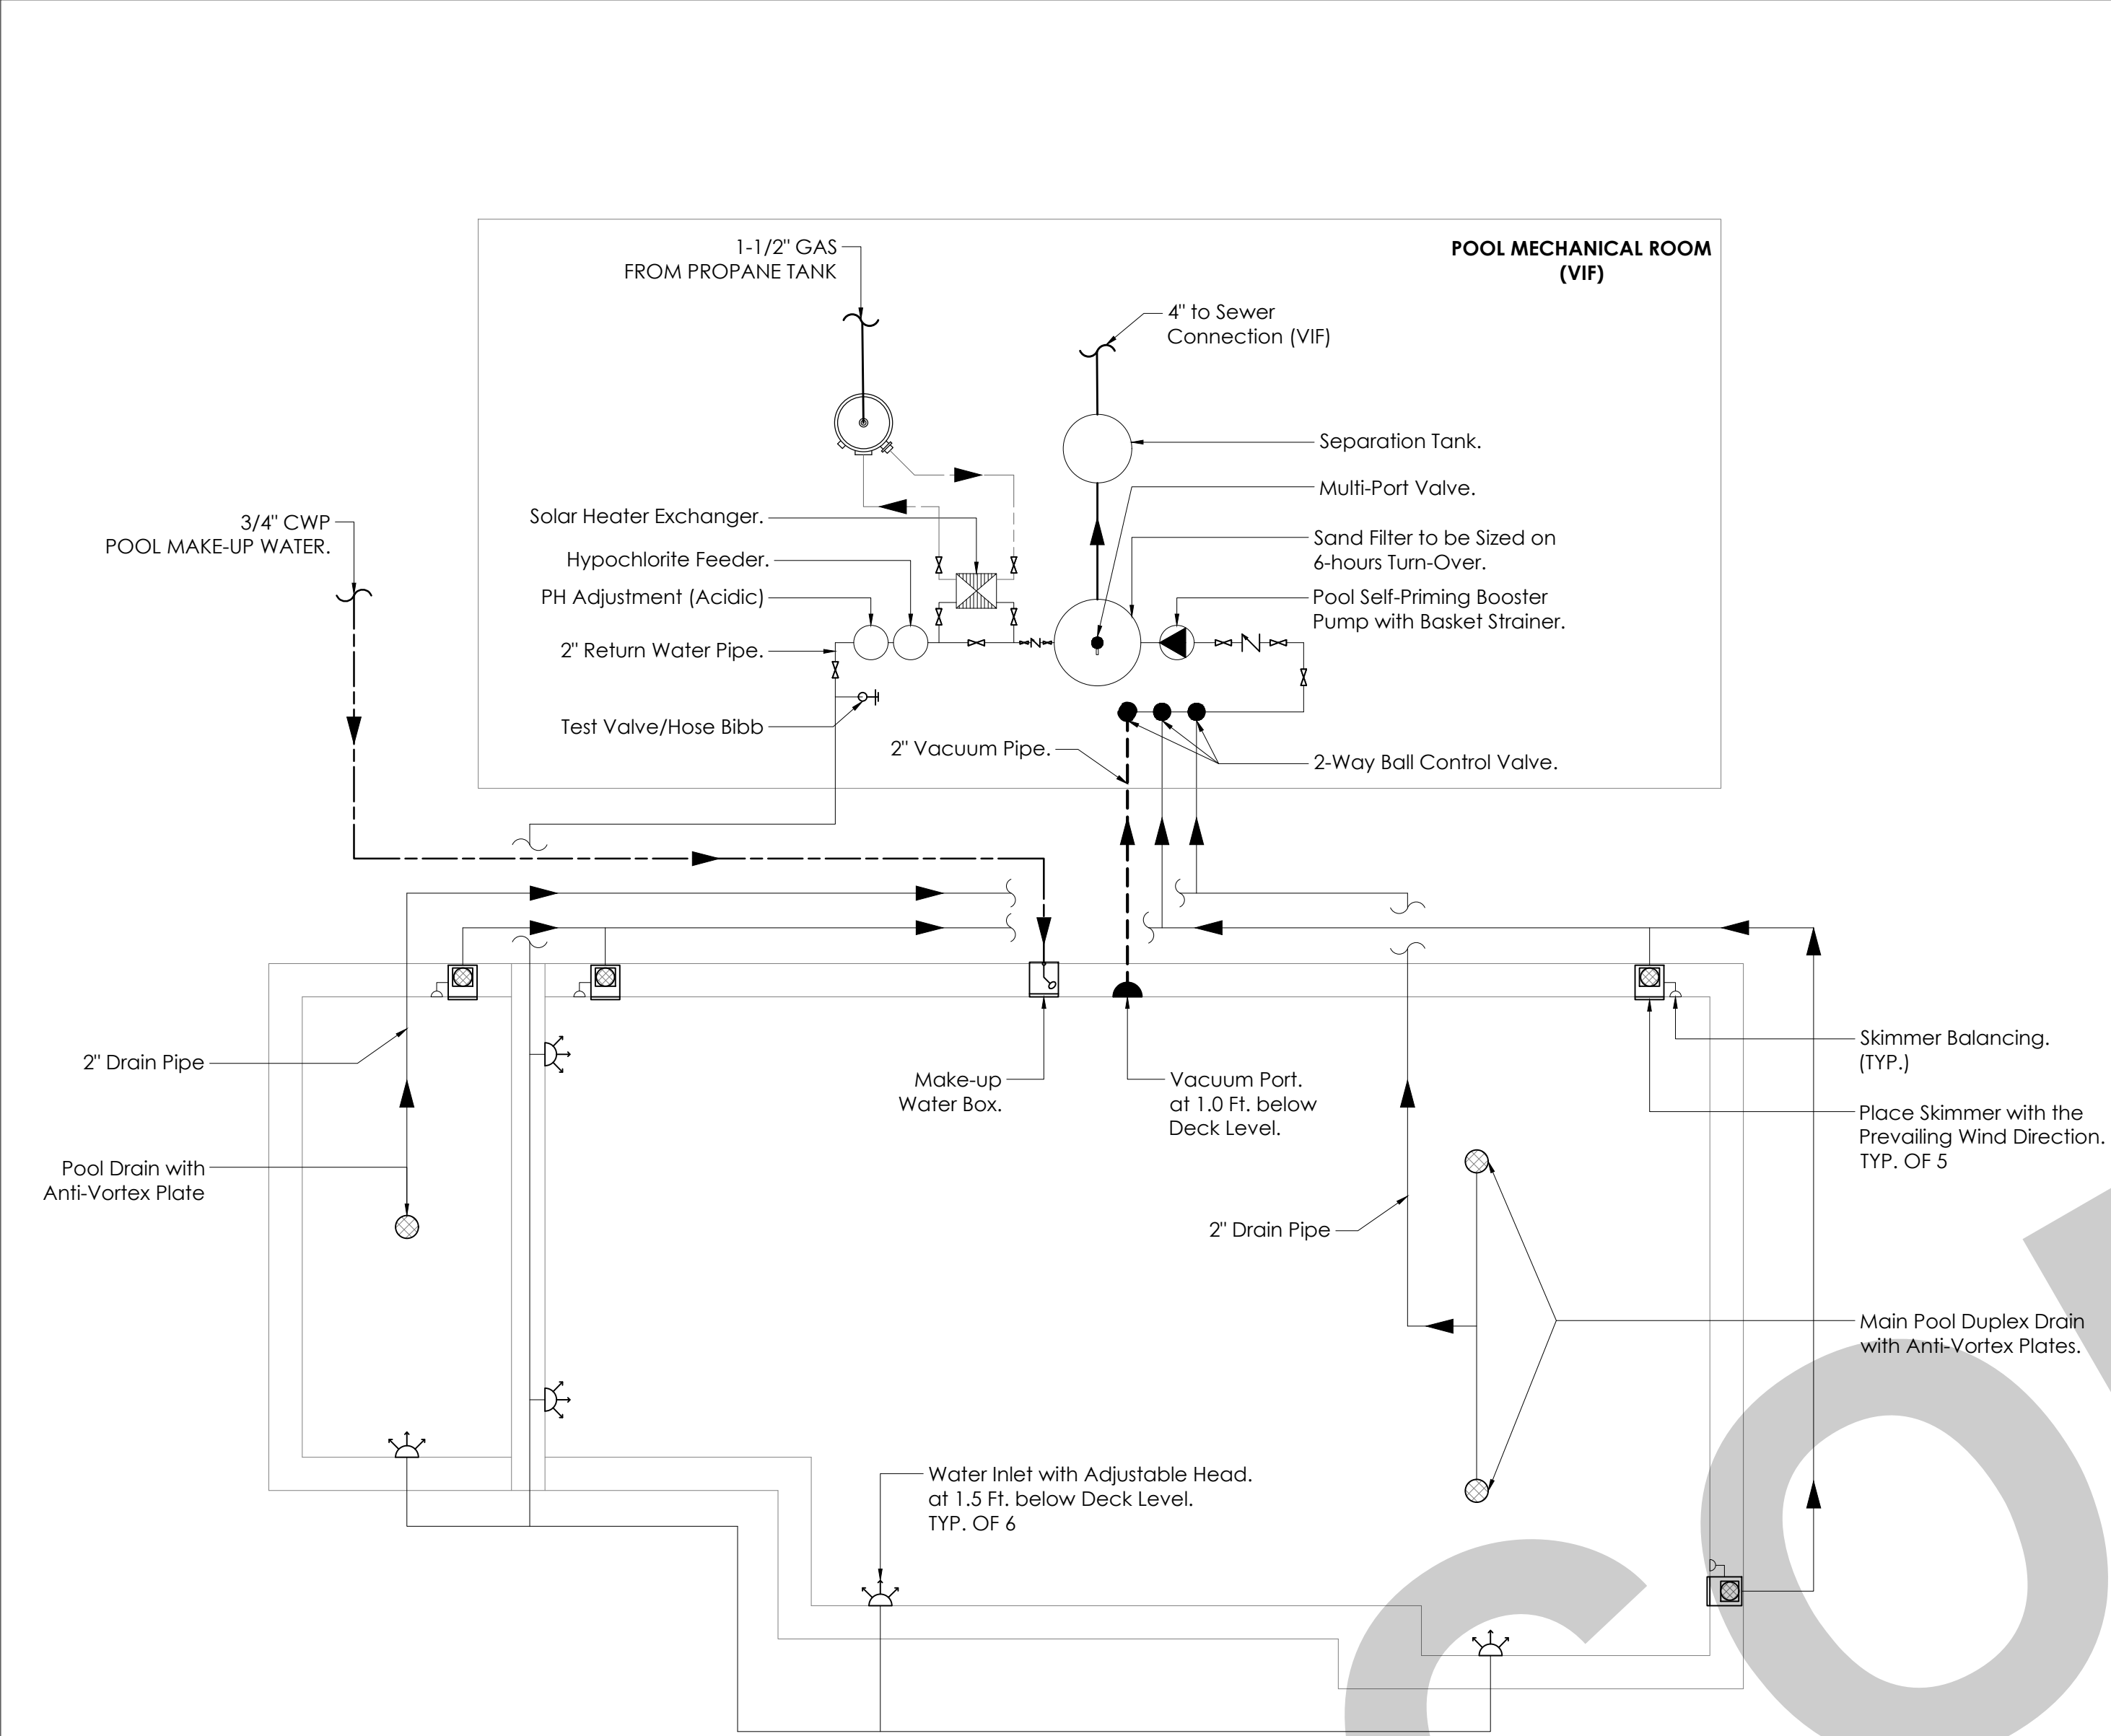 1-1/2" GAS
FROM PROPANE TANK
POOL MECHANICAL ROOM
(VIF)
4" to Sewer
Connection (VIF)
Separation Tank.
Multi-Port Valve.
3/4" CWP
POOL MAKE-UP WATER.
Solar Heater Exchanger.
Hypochlorite Feeder.
PH Adjustment (Acidic)
2" Return Water Pipe.
Test Valve/Hose Bibb
Sand Filter to be Sized on
6-hours Turn-Over.
Pool Self-Priming Booster
Pump with Basket Strainer.
2" Vacuum Pipe.
2-Way Ball Control Valve.
2" Drain Pipe
Pool Drain with
Anti-Vortex Plate
Make-up
Water Box.
Vacuum Port.
at 1.0 Ft. below
Deck Level.
Skimmer Balancing.
(TYP.)
Place Skimmer with the
Prevailing Wind Direction.
TYP. OF 5
2" Drain Pipe
Main Pool Duplex Drain
with Anti-Vortex Plates.
Water Inlet with Adjustable Head.
at 1.5 Ft. below Deck Level.
TYP. OF 6